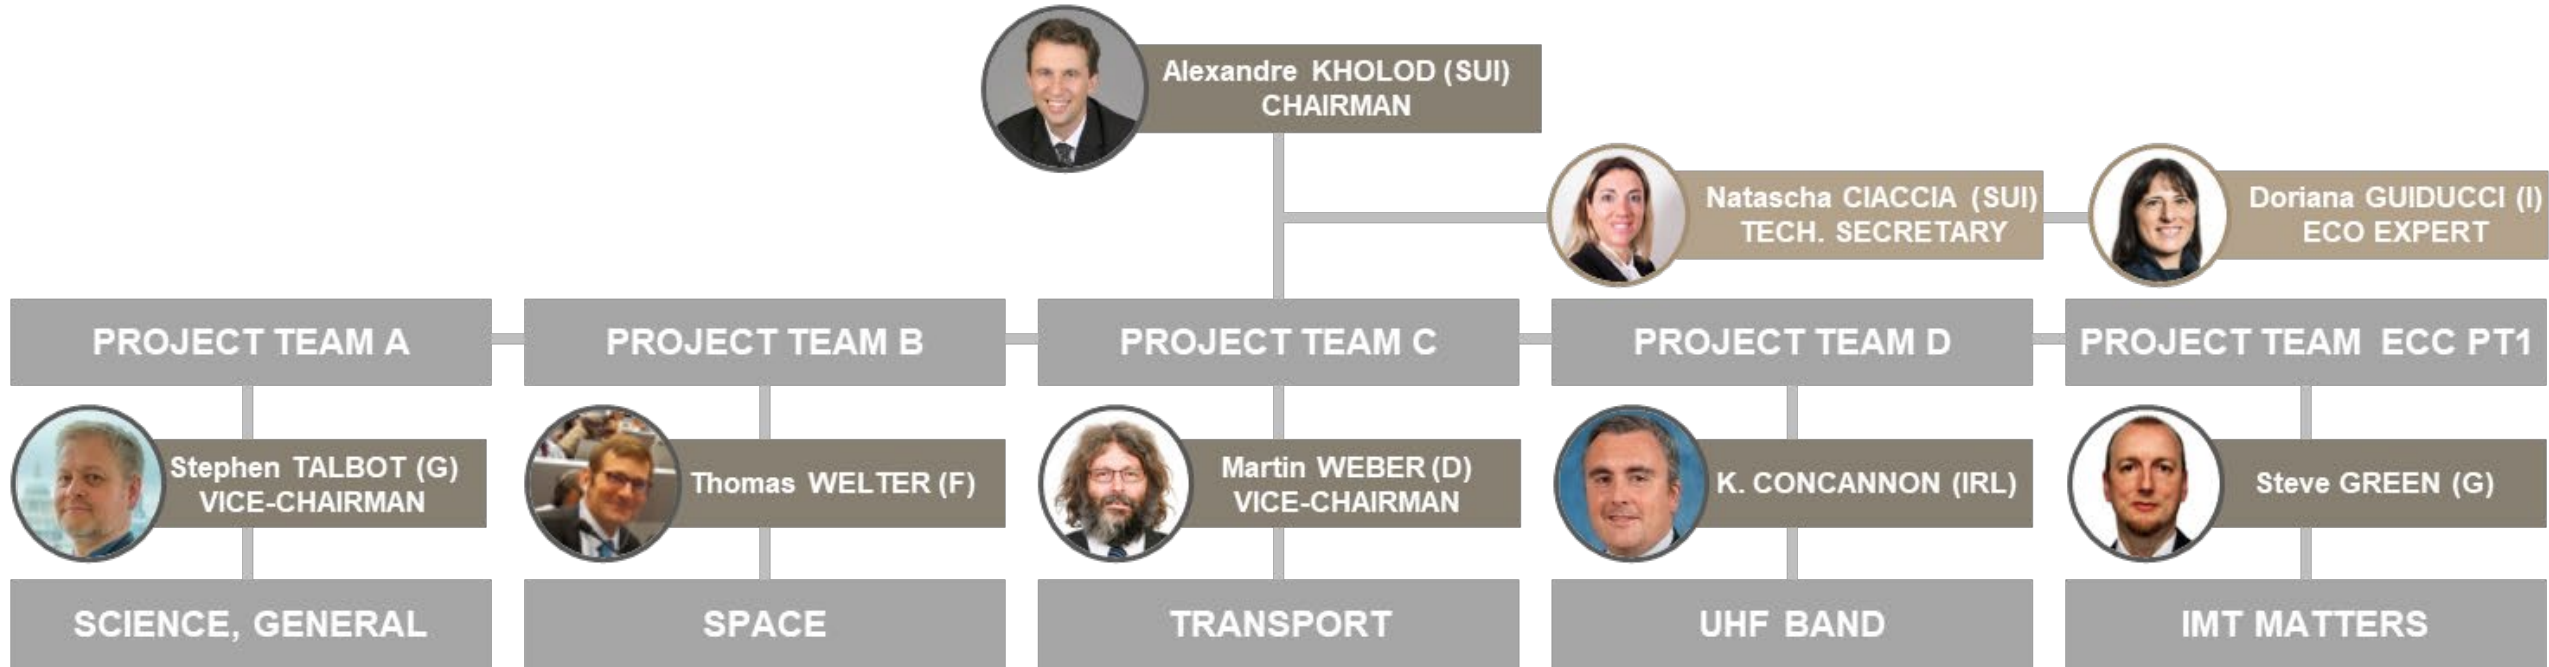 Alexandre KHOLOD (SUI)
CHAIRMAN
Natascha CIACCIA (SUI)
TECH. SECRETARY
Doriana GUIDUCCI (I)
ECO EXPERT
PROJECT TEAM A
PROJECT TEAM B
PROJECT TEAM C
PROJECT TEAM D
PROJECT TEAM ECC PT1
Stephen TALBOT (G)
VICE-CHAIRMAN
Thomas WELTER (F)
Martin WEBER (D)
VICE-CHAIRMAN
K. CONCANNON (IRL)
Steve GREEN (G)
SCIENCE, GENERAL
SPACE
TRANSPORT
UHF BAND
IMT MATTERS